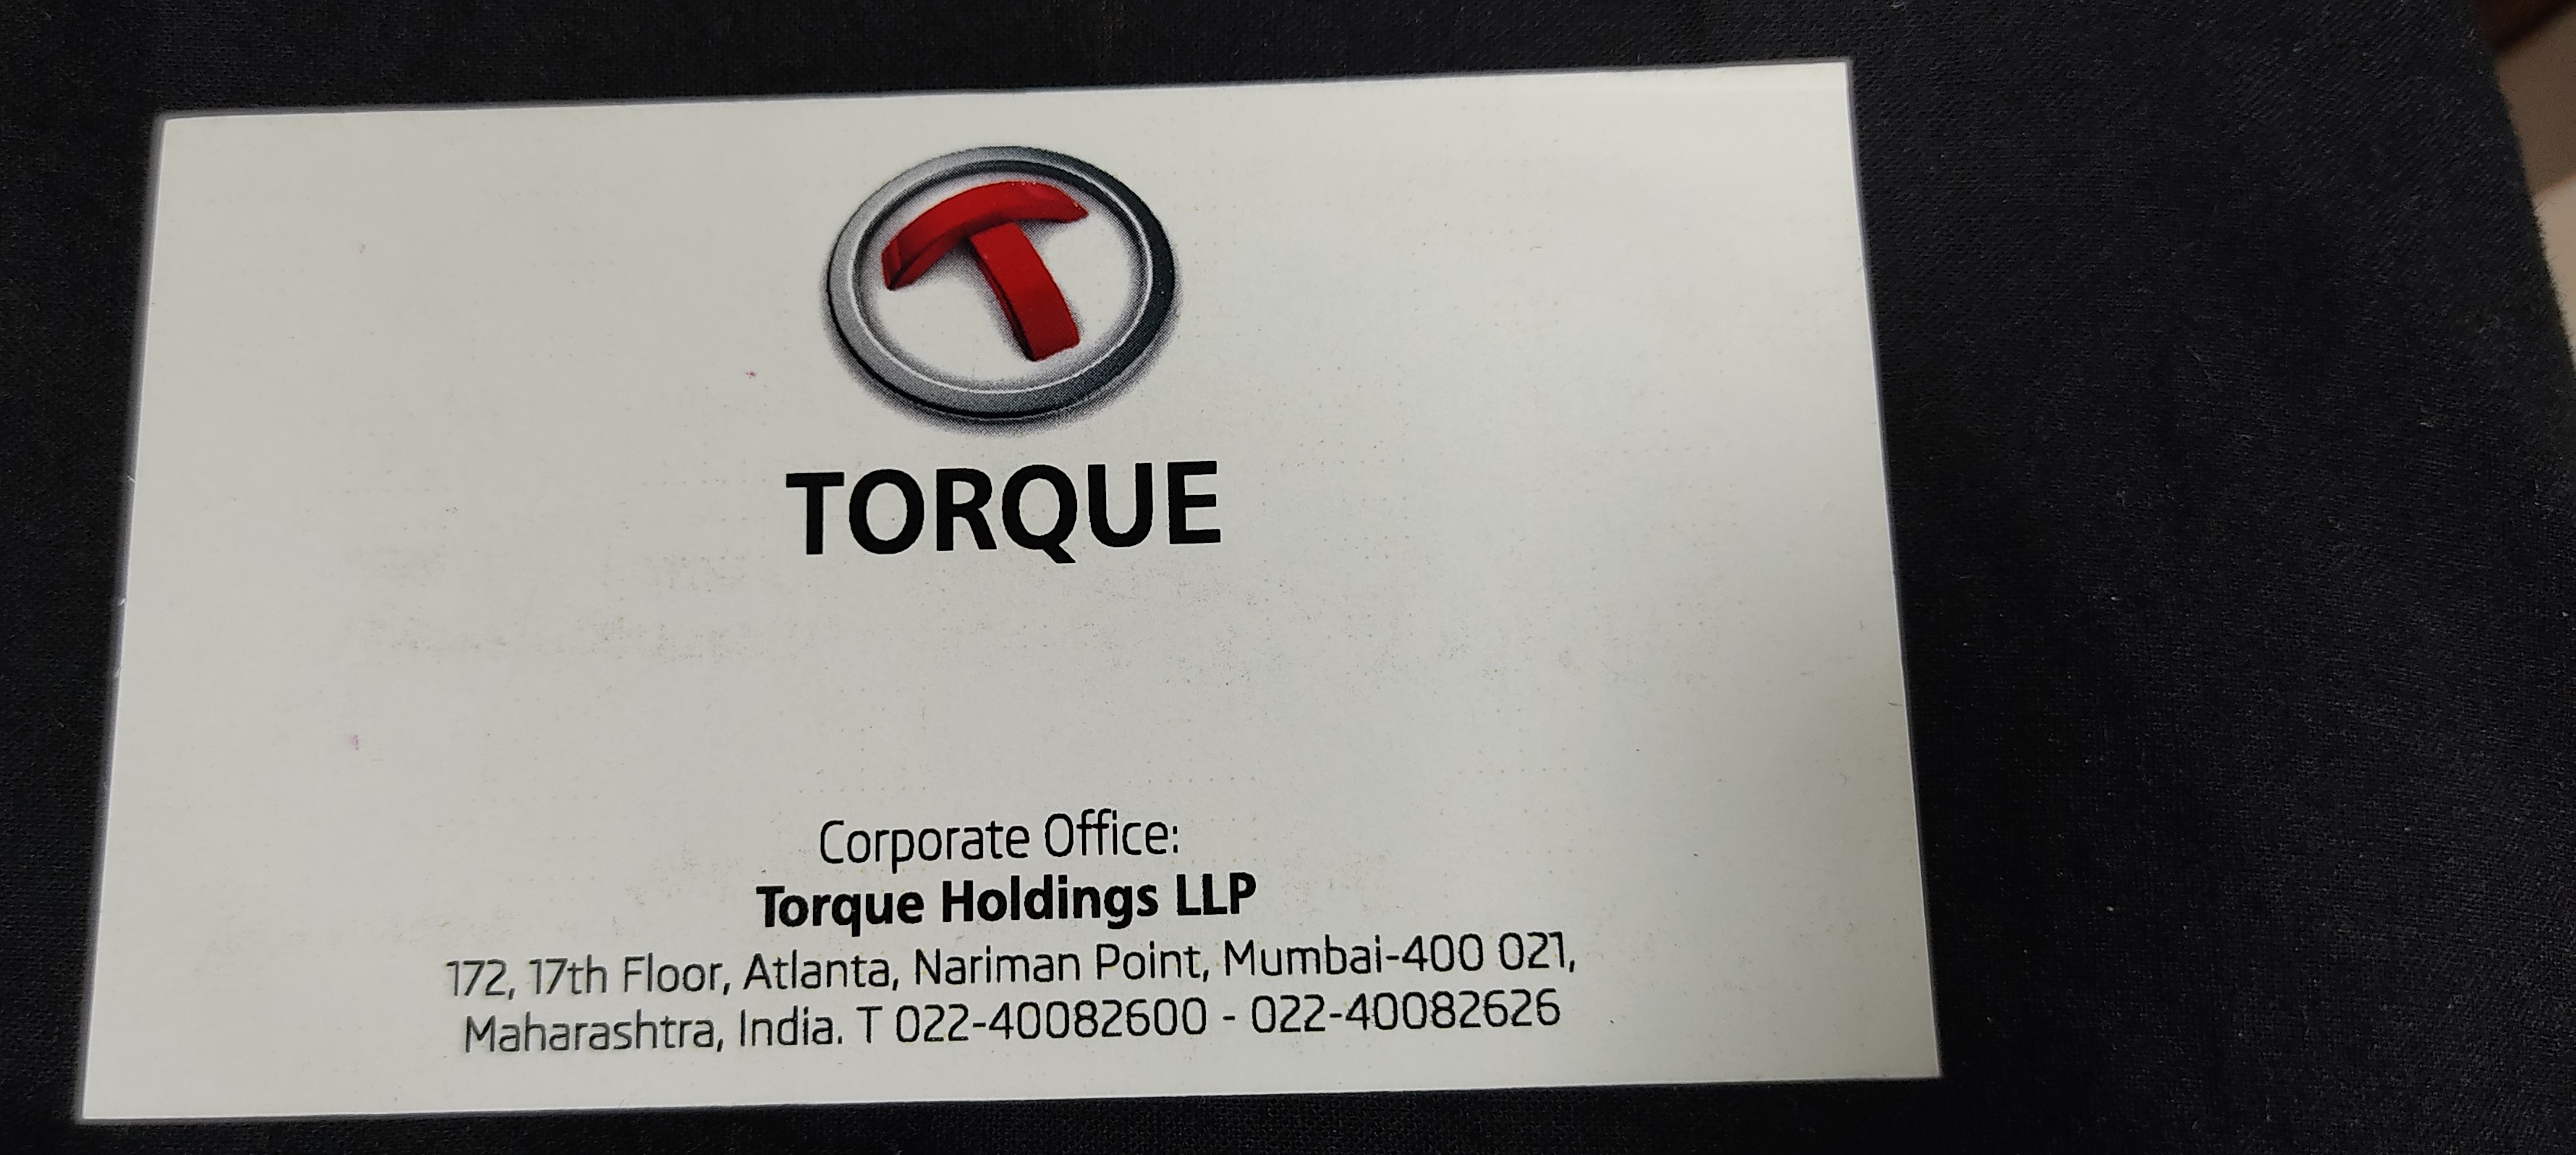 TORQUE
Corporate Office:
Torque Holdings LLP
172, 17th Floor, Atlanta, Nariman Point, Mumbai-400 021,
Maharashtra, India. T 022-40082600 - 022-40082626